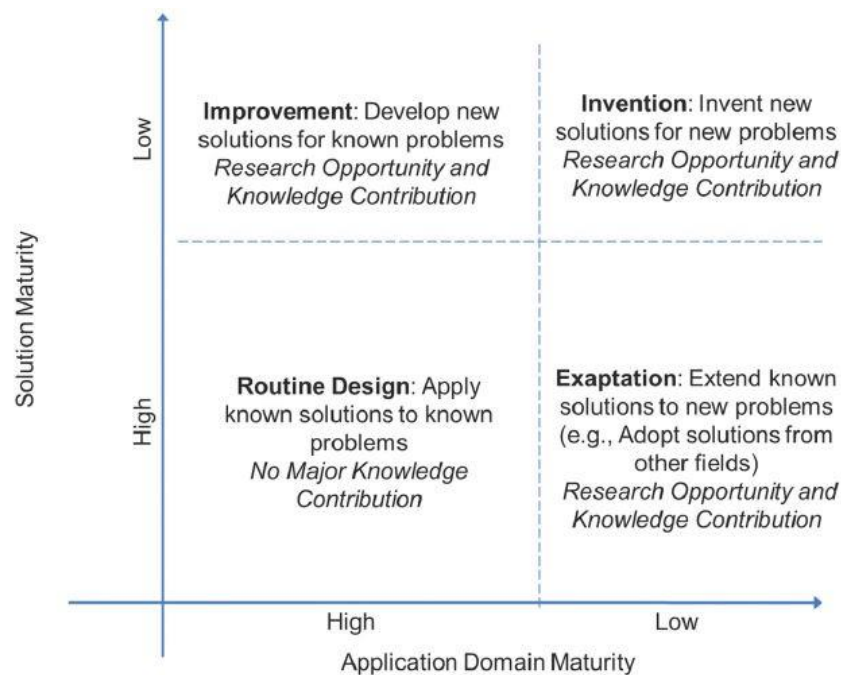 Solution Maturity
Low
High
Improvement: Develop new
solutions for known problems
Research Opportunity and
Knowledge Contribution
Invention: Invent new
solutions for new problems
Research Opportunity and
Knowledge Contribution
Routine Design: Apply
known solutions to known
problems
No Major Knowledge
Contribution
Exaptation: Extend known
solutions to new problems
(e.g., Adopt solutions from
other fields)
Research Opportunity and
Knowledge Contribution
High
Low
Application Domain Maturity